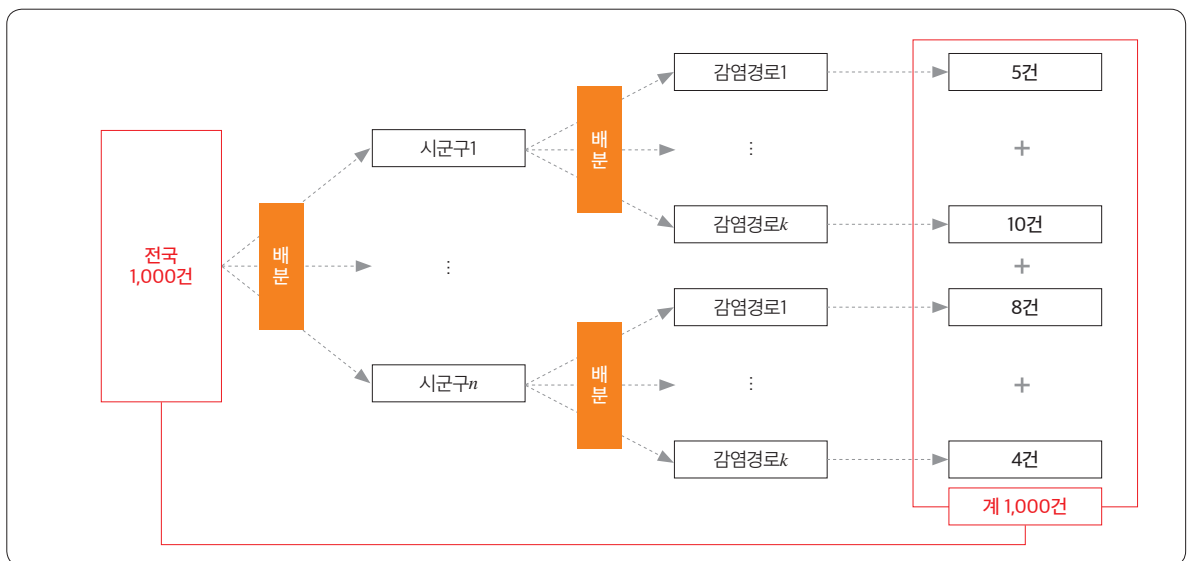 감염경로1
5건
배분
시군구1
⋮
⋮
+
감염경로k
10건
전국
1,000건
배분
⋮
+
감염경로1
8건
배분
시군구n
⋮
+
감염경로k
4건
계 1,000건